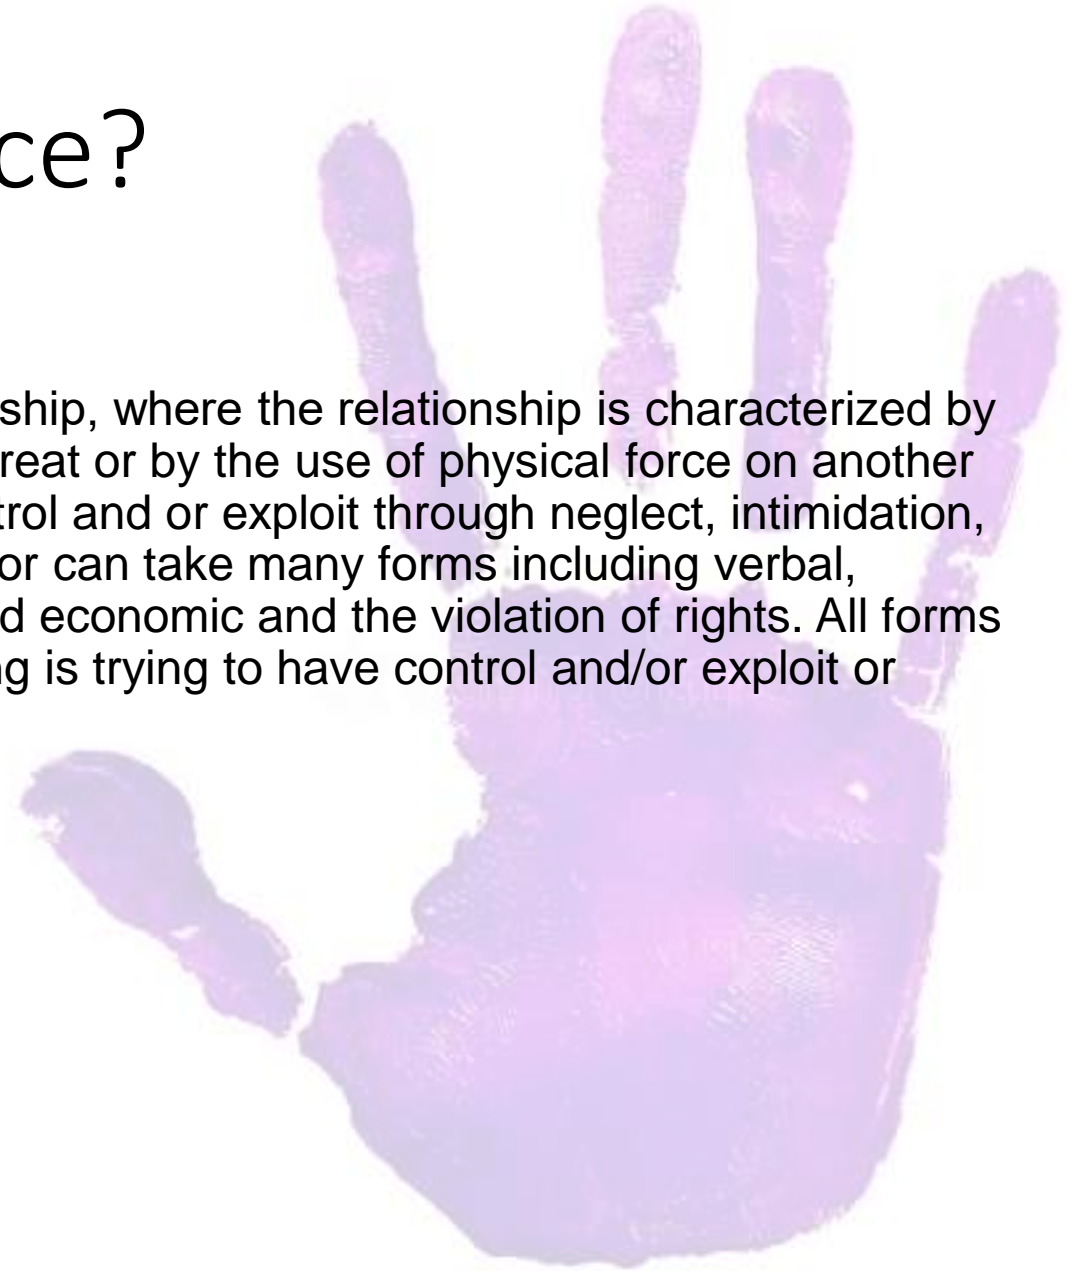 ce?
ship, where the relationship is characterized by
reat or by the use of physical force on another
trol and or exploit through neglect, intimidation,
or can take many forms including verbal,
d economic and the violation of rights. All forms
g is trying to have control and/or exploit or